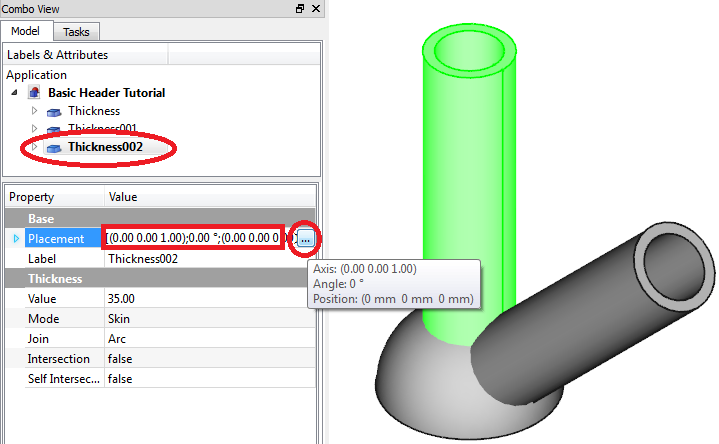 Combo View
Model Tasks
Labels & Attributes
Application
Basic Header Tutorial
Thickness
Thickness001
Thickness002
Property Value
Base
Placement [(0.00 0.00 1.00);0.00 °;(0.00 0.00 0.00)] ...
Label Thickness002
Thickness
Value 35.00
Mode Skin
Join Arc
Intersection false
Self Intersec... false
Axis: (0.00 0.00 1.00)
Angle: 0 °
Position: (0 mm 0 mm 0 mm)